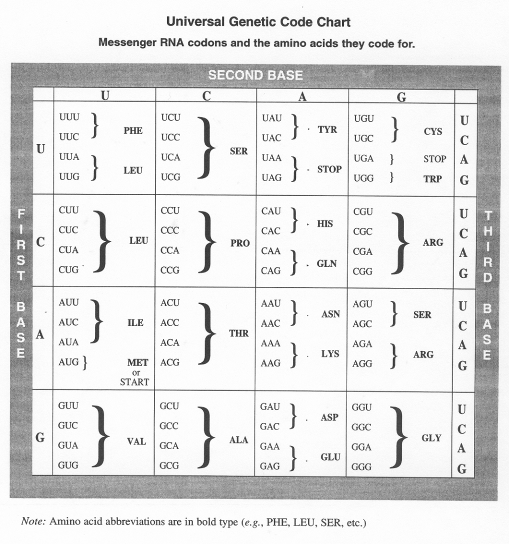 Universal Genetic Code Chart
Messenger RNA codons and the amino acids they code for.
SECOND BASE
U C A G
FIRST BASE
THIRD BASE
U
UUU
UUC
PHE
UUA
UUG
LEU
UCU
UCC
UCA
UCG
SER
UAU
UAC
TYR
UAA
UAG
STOP
UGU
UGC
CYS
UGA
STOP
UGG
TRP
U
C
A
G
C
CUU
CUC
CUA
CUG
LEU
CCU
CCC
CCA
CCG
PRO
CAU
CAC
HIS
CAA
CAG
GLN
CGU
CGC
CGA
CGG
ARG
U
C
A
G
A
AUU
AUC
AUA
ILE
AUG
MET
or
START
ACU
ACC
ACA
ACG
THR
AAU
AAC
ASN
AAA
AAG
LYS
AGU
AGC
SER
AGA
AGG
ARG
U
C
A
G
G
GUU
GUC
GUA
GUG
VAL
GCU
GCC
GCA
GCG
ALA
GAU
GAC
ASP
GAA
GAG
GLU
GGU
GGC
GGA
GGG
GLY
U
C
A
G
Note: Amino acid abbreviations are in bold type (e.g., PHE, LEU, SER, etc.)